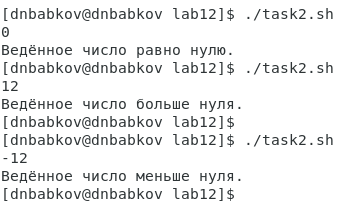 [dnbabkov@dnbabkov lab12]$ ./task2.sh
0
Ведённое число равно нулю.
[dnbabkov@dnbabkov lab12]$ ./task2.sh
12
Ведённое число больше нуля.
[dnbabkov@dnbabkov lab12]$
[dnbabkov@dnbabkov lab12]$ ./task2.sh
-12
Ведённое число меньше нуля.
[dnbabkov@dnbabkov lab12]$